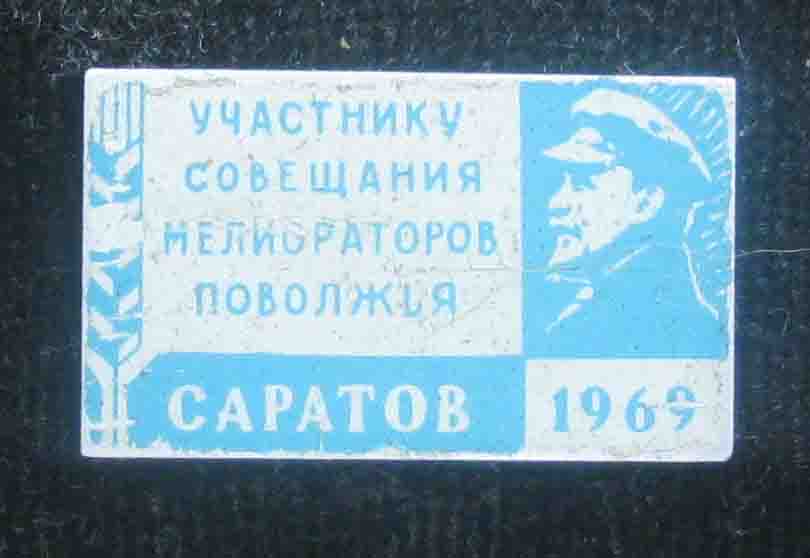 УЧАСТНИКУ
СОВЕЩАНИЯ
МЕЛИОРАТОРОВ
ПОВОЛЖЬЯ
САРАТОВ
1969